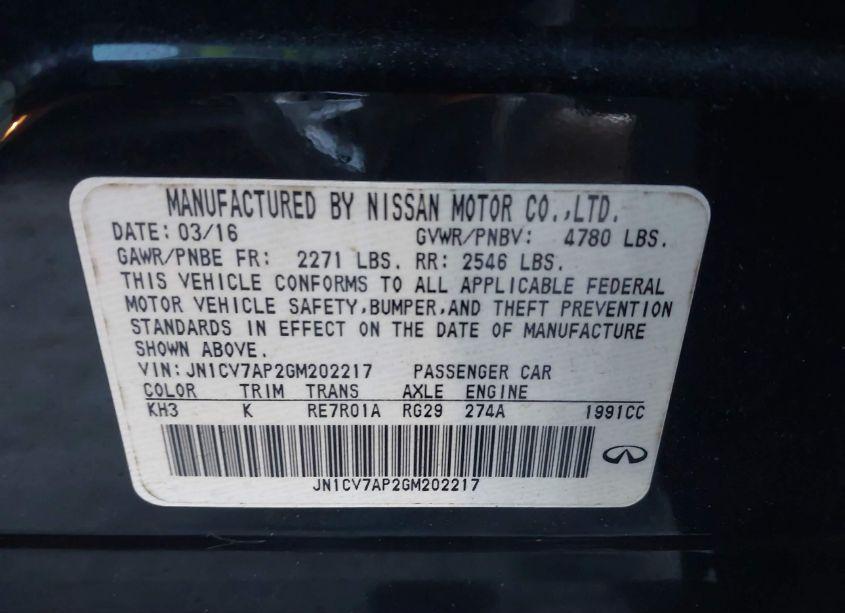 MANUFACTURED BY NISSAN MOTOR CO.,LTD.
DATE: 03/16 GVWR/PNBV: 4780 LBS.
GAWR/PNBE FR: 2271 LBS. RR: 2546 LBS.
THIS VEHICLE CONFORMS TO ALL APPLICABLE FEDERAL
MOTOR VEHICLE SAFETY,BUMPER,AND THEFT PREVENTION
STANDARDS IN EFFECT ON THE DATE OF MANUFACTURE
SHOWN ABOVE.
VIN:JN1CV7AP2GM202217 PASSENGER CAR
COLOR TRIM TRANS AXLE ENGINE
KH3 K RE7R01A RG29 274A 1991CC
JN1CV7AP2GM202217